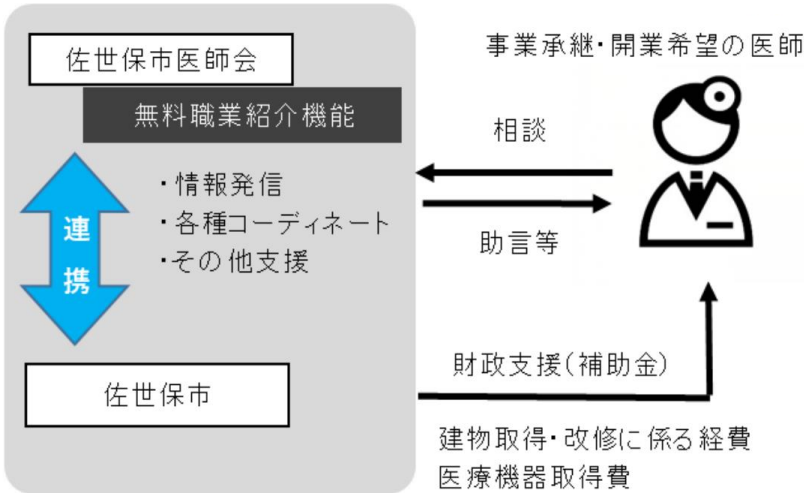 佐世保市医師会
無料職業紹介機能
・情報発信
・各種コーディネート
・その他支援
連携
佐世保市
事業承継・開業希望の医師
相談
助言等
財政支援(補助金)
建物取得・改修に係る経費
医療機器取得費